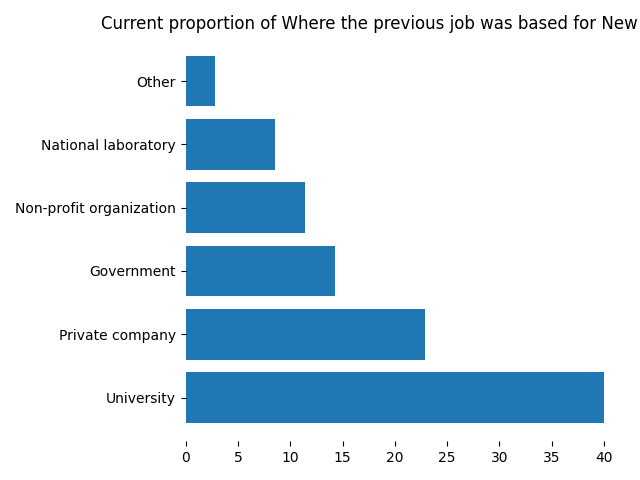 Current proportion of Where the previous job was based for New
Other
National laboratory
Non-profit organization
Government
Private company
University
0 5 10 15 20 25 30 35 40